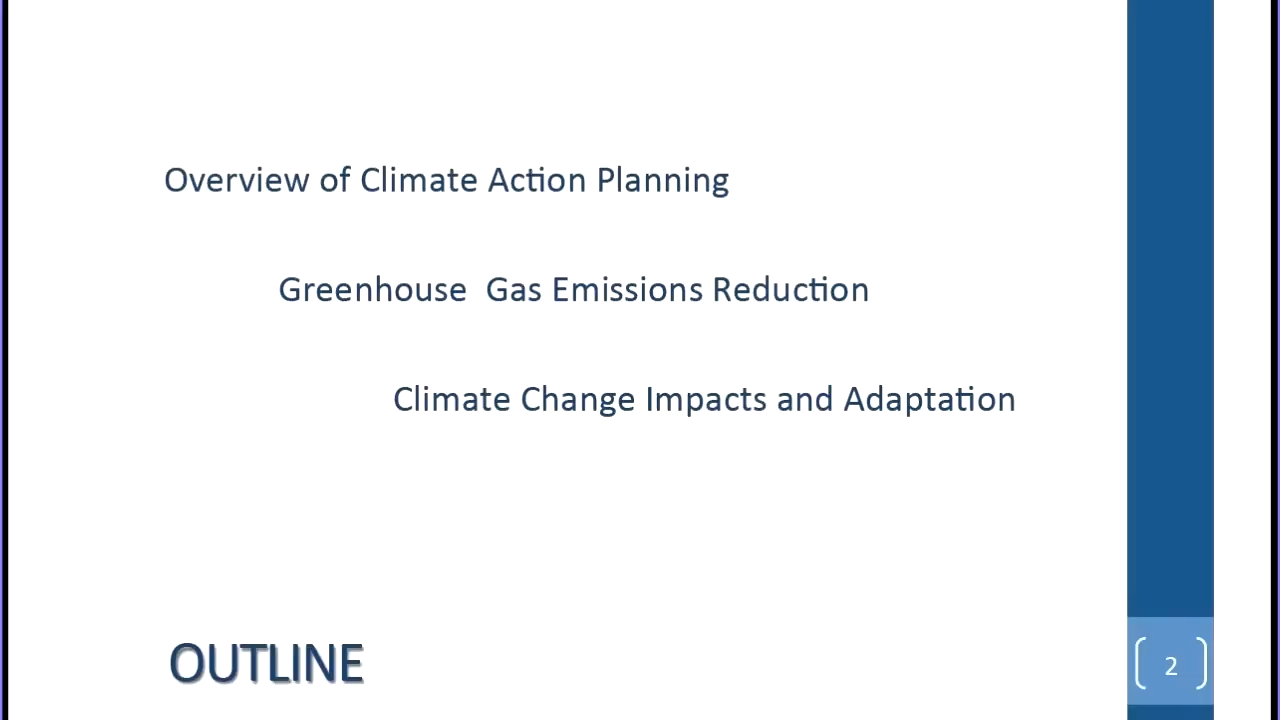 Overview of Climate Action Planning
Greenhouse  Gas Emissions Reduction
Climate Change Impacts and Adaptation
OUTLINE
2